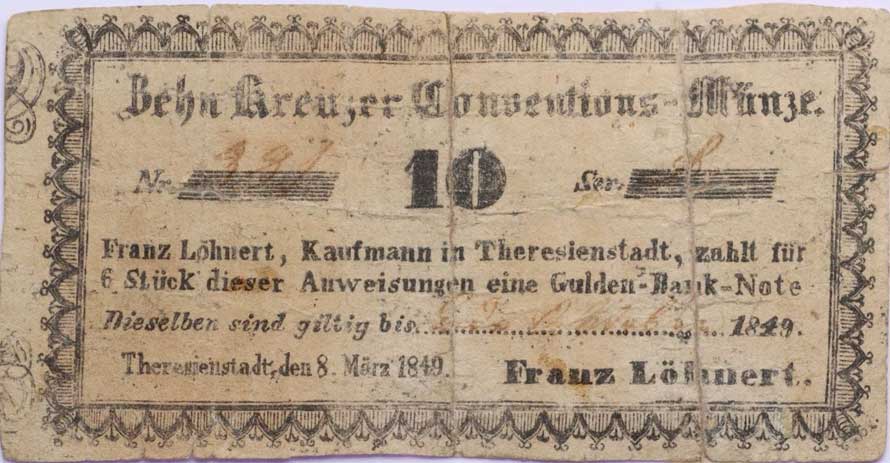 Zehn Kreuzer Conventions-Münze.
Nr. 391 10 Ser.
Franz Löhnert, Kaufmann in Theresienstadt, zahlt für
6 Stück dieser Anweisungen eine Gulden-Bank-Note
Dieselben sind giltig bis 1849.
Theresienstadt, den 8. März 1849.
Franz Löhnert.